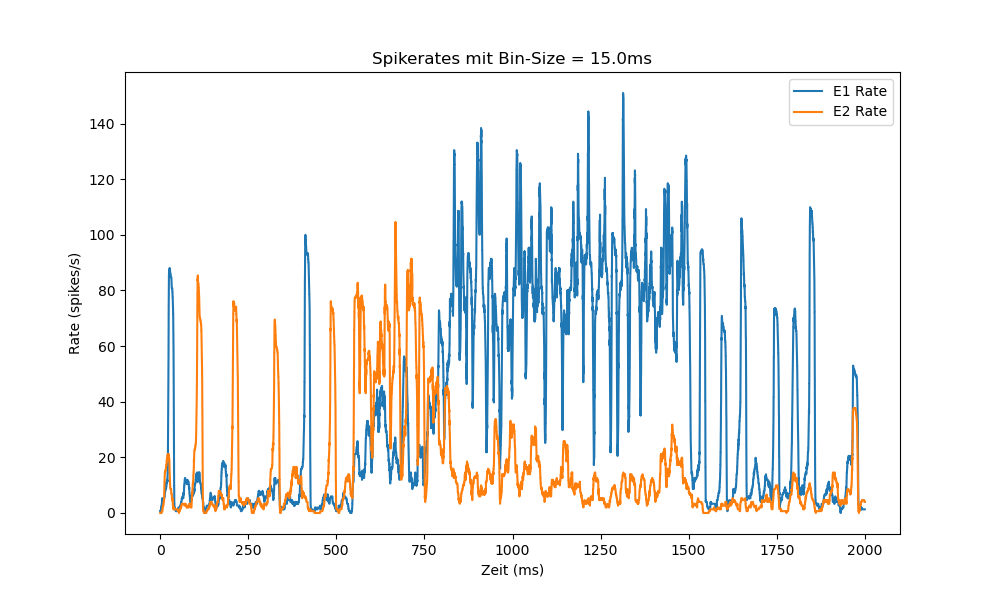 Spikerates mit Bin-Size = 15.0ms
E1 Rate
E2 Rate
Rate (spikes/s)
140
120
100
80
60
40
20
0
0 250 500 750 1000 1250 1500 1750 2000
Zeit (ms)